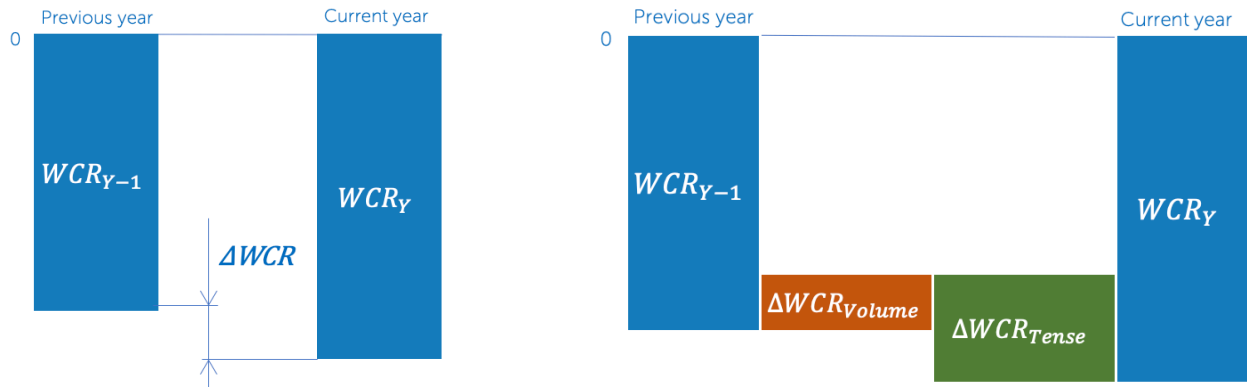 Previous year
Current year
0
WCR_{Y−1}
WCR_Y
ΔWCR
Previous year
Current year
0
WCR_{Y−1}
WCR_Y
ΔWCR_{Volume}
ΔWCR_{Tense}